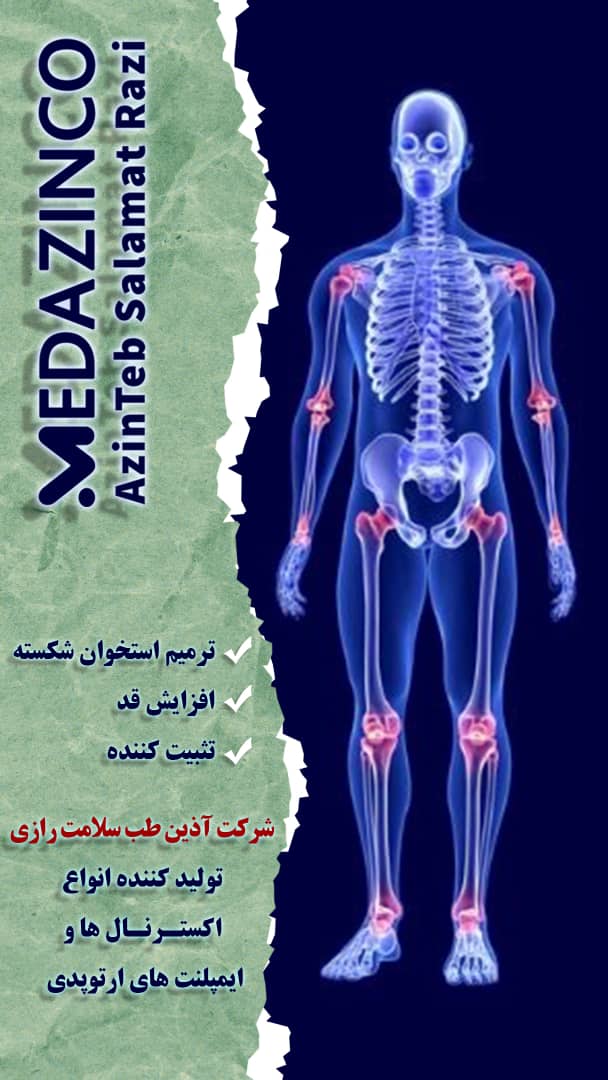 MEDAZINCO
AzinTeb Salamat Razi
ترمیم استخوان شکسته
افزایش قد
تثبیت کننده
شرکت آذین طب سلامت رازی
تولید کننده انواع
اکسترنال ها و
ایمپلنت های ارتوپدی